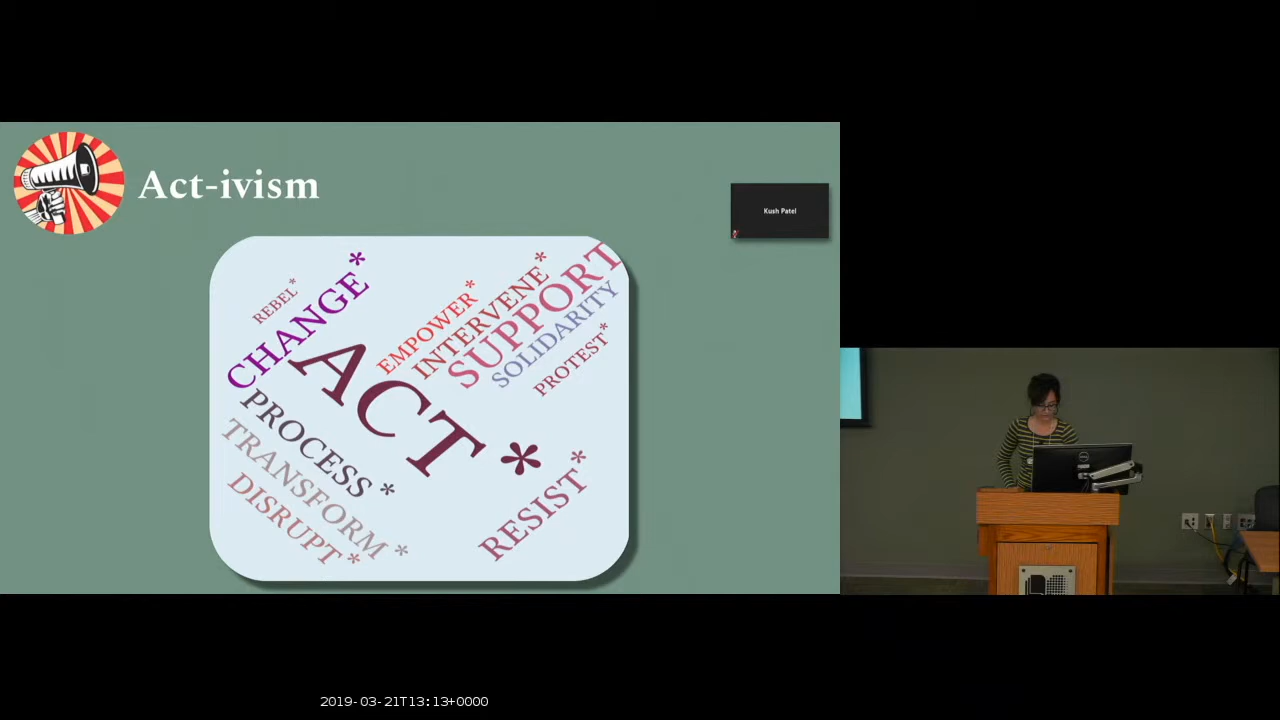 Act-ivism
Kush Patel
REBEL*
CHANGE*
EMPOWER*
INTERVENE*
SUPPORT
SOLIDARITY
PROTEST*
ACT*
PROCESS*
TRANSFORM*
DISRUPT*
RESIST*
2019-03-21T13:13+0000